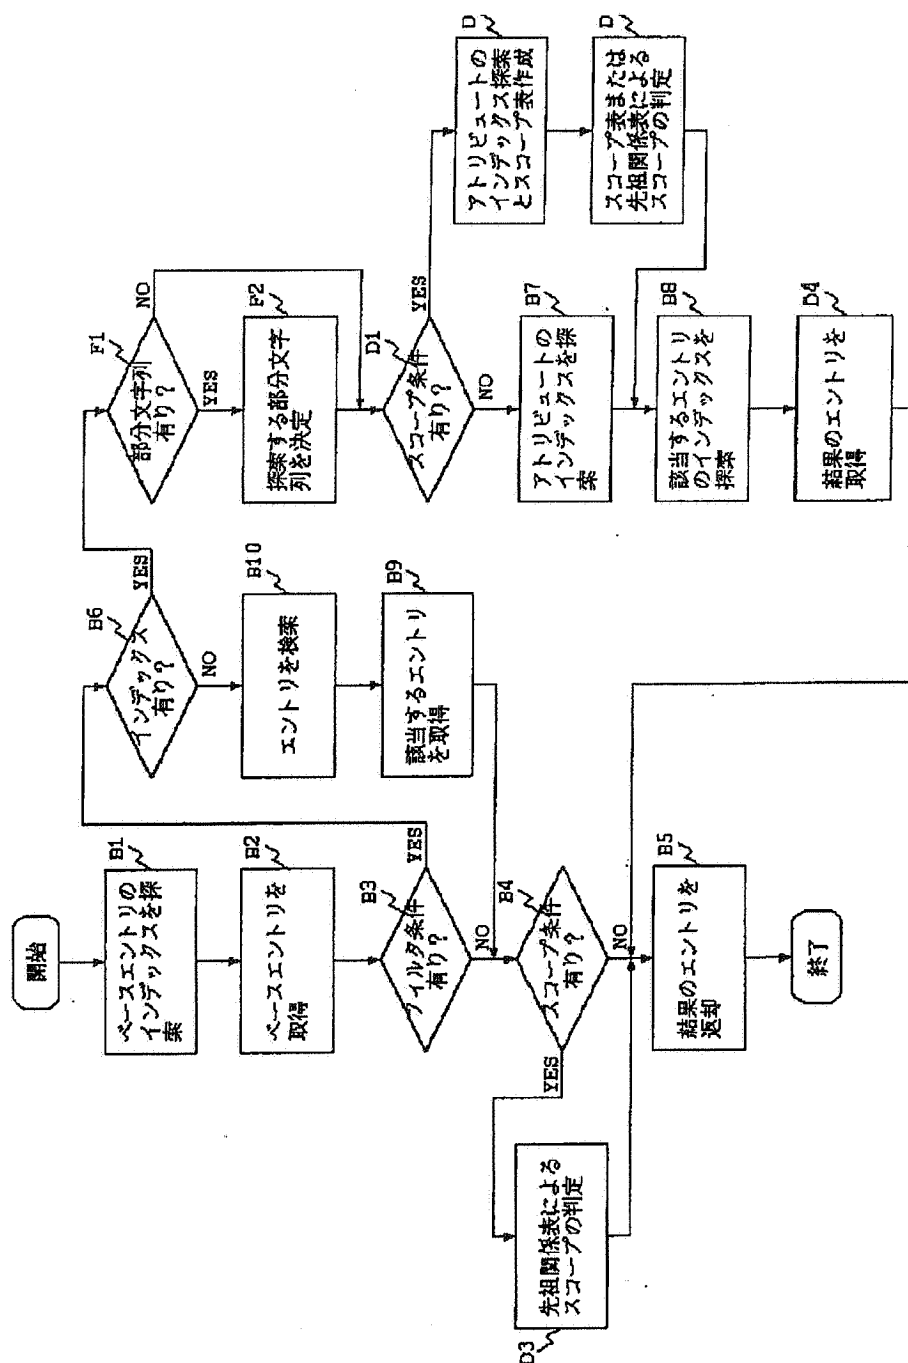 開始
B1
ベースエントリの
インデックスを探
索
B2
ベースエントリを
取得
B3
フィルタ条件
有り？
YES
NO
B4
スコープ条件
有り？
YES
NO
D3
先祖関係表による
スコープの判定
B5
結果のエントリを
返却
終了
B6
インデックス
有り？
YES
NO
B10
エントリを検索
B9
該当するエントリ
を取得
F1
部分文字列
有り？
NO
YES
F2
探索する部分文字
列を決定
D1
スコープ条件
有り？
YES
NO
B7
アトリビュートの
インデックスを探
索
B8
該当するエントリ
のインデックスを
探索
D4
結果のエントリを
取得
D
アトリビュートの
インデックス探索
とスコープ表作成
D
スコープ表または
先祖関係表による
スコープの判定